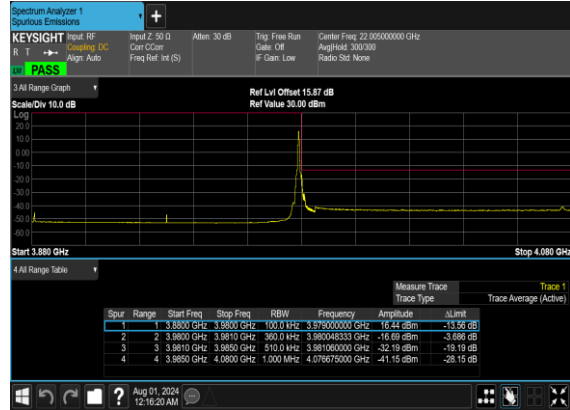 Spectrum Analyzer 1
Spurious Emissions
KEYSIGHT Input: RF Input Z: 50 Ω Atten: 30 dB Trig: Free Run Center Freq: 22.005000000 GHz
R T Coupling: DC Corr CCorr Gate: Off Avg|Hold: 300/300
Align: Auto Freq Ref: Int (S) IF Gain: Low Radio Std: None
PASS
3 All Range Graph
Ref Lvl Offset 15.87 dB
Scale/Div 10.0 dB Ref Value 30.00 dBm
Log
20.0
10.0
0.00
-10.0
-20.0
-30.0
-40.0
-50.0
-60.0
Start 3.880 GHz Stop 4.080 GHz
4 All Range Table
Measure Trace Trace 1
Trace Type Trace Average (Active)
Spur Range Start Freq Stop Freq RBW Frequency Amplitude ΔLimit
1 1 3.8800 GHz 3.9800 GHz 100.0 kHz 3.979000000 GHz 16.44 dBm -13.56 dB
2 2 3.9800 GHz 3.9810 GHz 360.0 kHz 3.980048333 GHz -16.69 dBm -3.686 dB
3 3 3.9810 GHz 3.9850 GHz 510.0 kHz 3.981060000 GHz -32.19 dBm -19.19 dB
4 4 3.9850 GHz 4.0800 GHz 1.000 MHz 4.076675000 GHz -41.15 dBm -28.15 dB
? Aug 01, 2024
12:16:20 AM